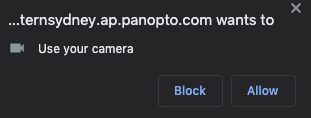 ...ternsydney.ap.panopto.com wants to
Use your camera
Block
Allow